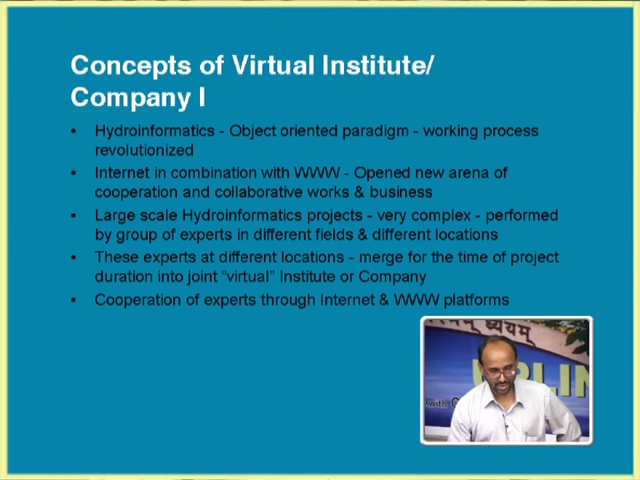 Concepts of Virtual Institute/
Company I
• Hydroinformatics - Object oriented paradigm - working process
revolutionized
• Internet in combination with WWW - Opened new arena of
cooperation and collaborative works & business
• Large scale Hydroinformatics projects - very complex - performed
by group of experts in different fields & different locations
• These experts at different locations - merge for the time of project
duration into joint “virtual” Institute or Company
• Cooperation of experts through Internet & WWW platforms
ध्येयम्
with